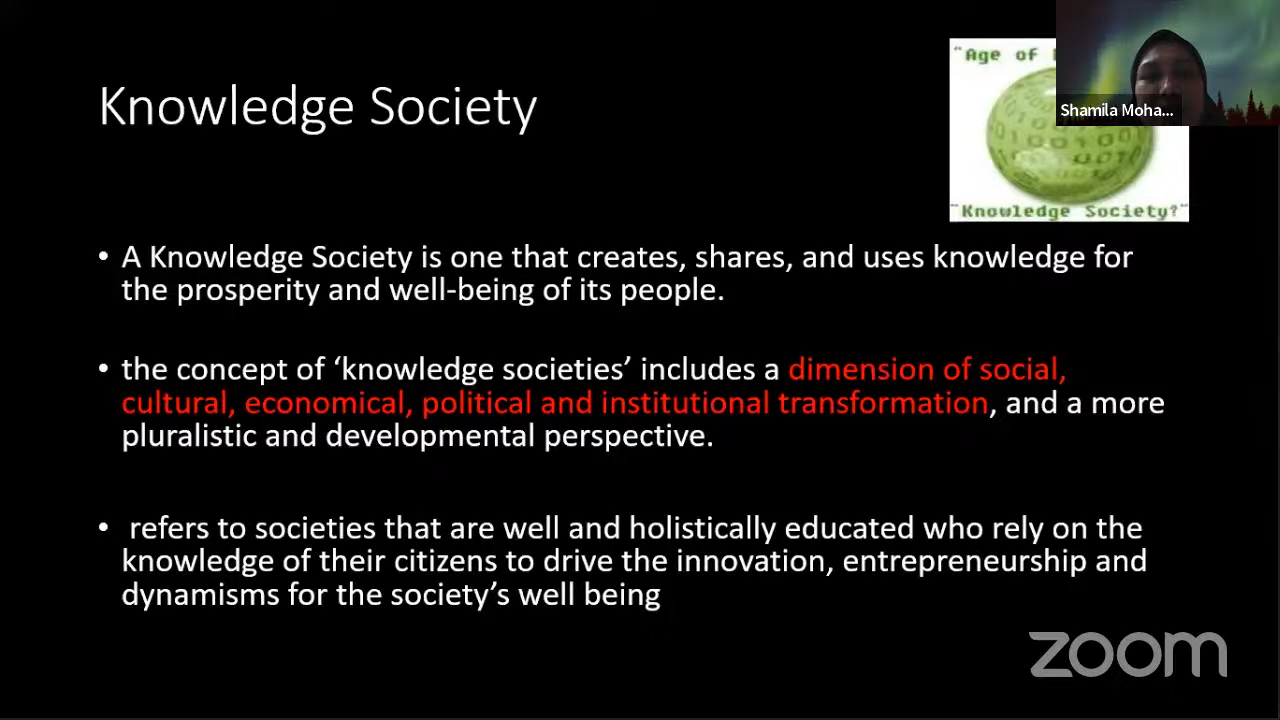 "Age of
Shamila Moha...
Knowledge Society
"Knowledge Society?"
• A Knowledge Society is one that creates, shares, and uses knowledge for
the prosperity and well-being of its people.
• the concept of ‘knowledge societies’ includes a dimension of social,
cultural, economical, political and institutional transformation, and a more
pluralistic and developmental perspective.
• refers to societies that are well and holistically educated who rely on the
knowledge of their citizens to drive the innovation, entrepreneurship and
dynamisms for the society’s well being
zoom